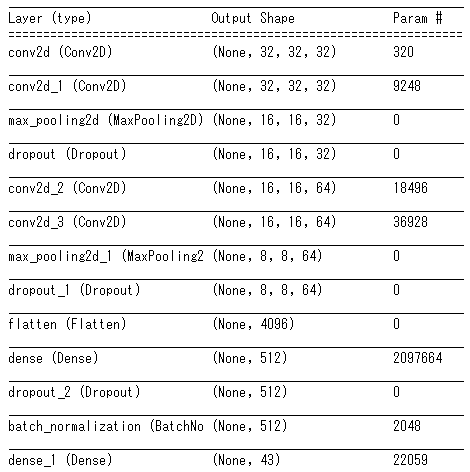 Layer (type) Output Shape Param #
=================================================================
conv2d (Conv2D) (None, 32, 32, 32) 320
conv2d_1 (Conv2D) (None, 32, 32, 32) 9248
max_pooling2d (MaxPooling2D) (None, 16, 16, 32) 0
dropout (Dropout) (None, 16, 16, 32) 0
conv2d_2 (Conv2D) (None, 16, 16, 64) 18496
conv2d_3 (Conv2D) (None, 16, 16, 64) 36928
max_pooling2d_1 (MaxPooling2 (None, 8, 8, 64) 0
dropout_1 (Dropout) (None, 8, 8, 64) 0
flatten (Flatten) (None, 4096) 0
dense (Dense) (None, 512) 2097664
dropout_2 (Dropout) (None, 512) 0
batch_normalization (BatchNo (None, 512) 2048
dense_1 (Dense) (None, 43) 22059